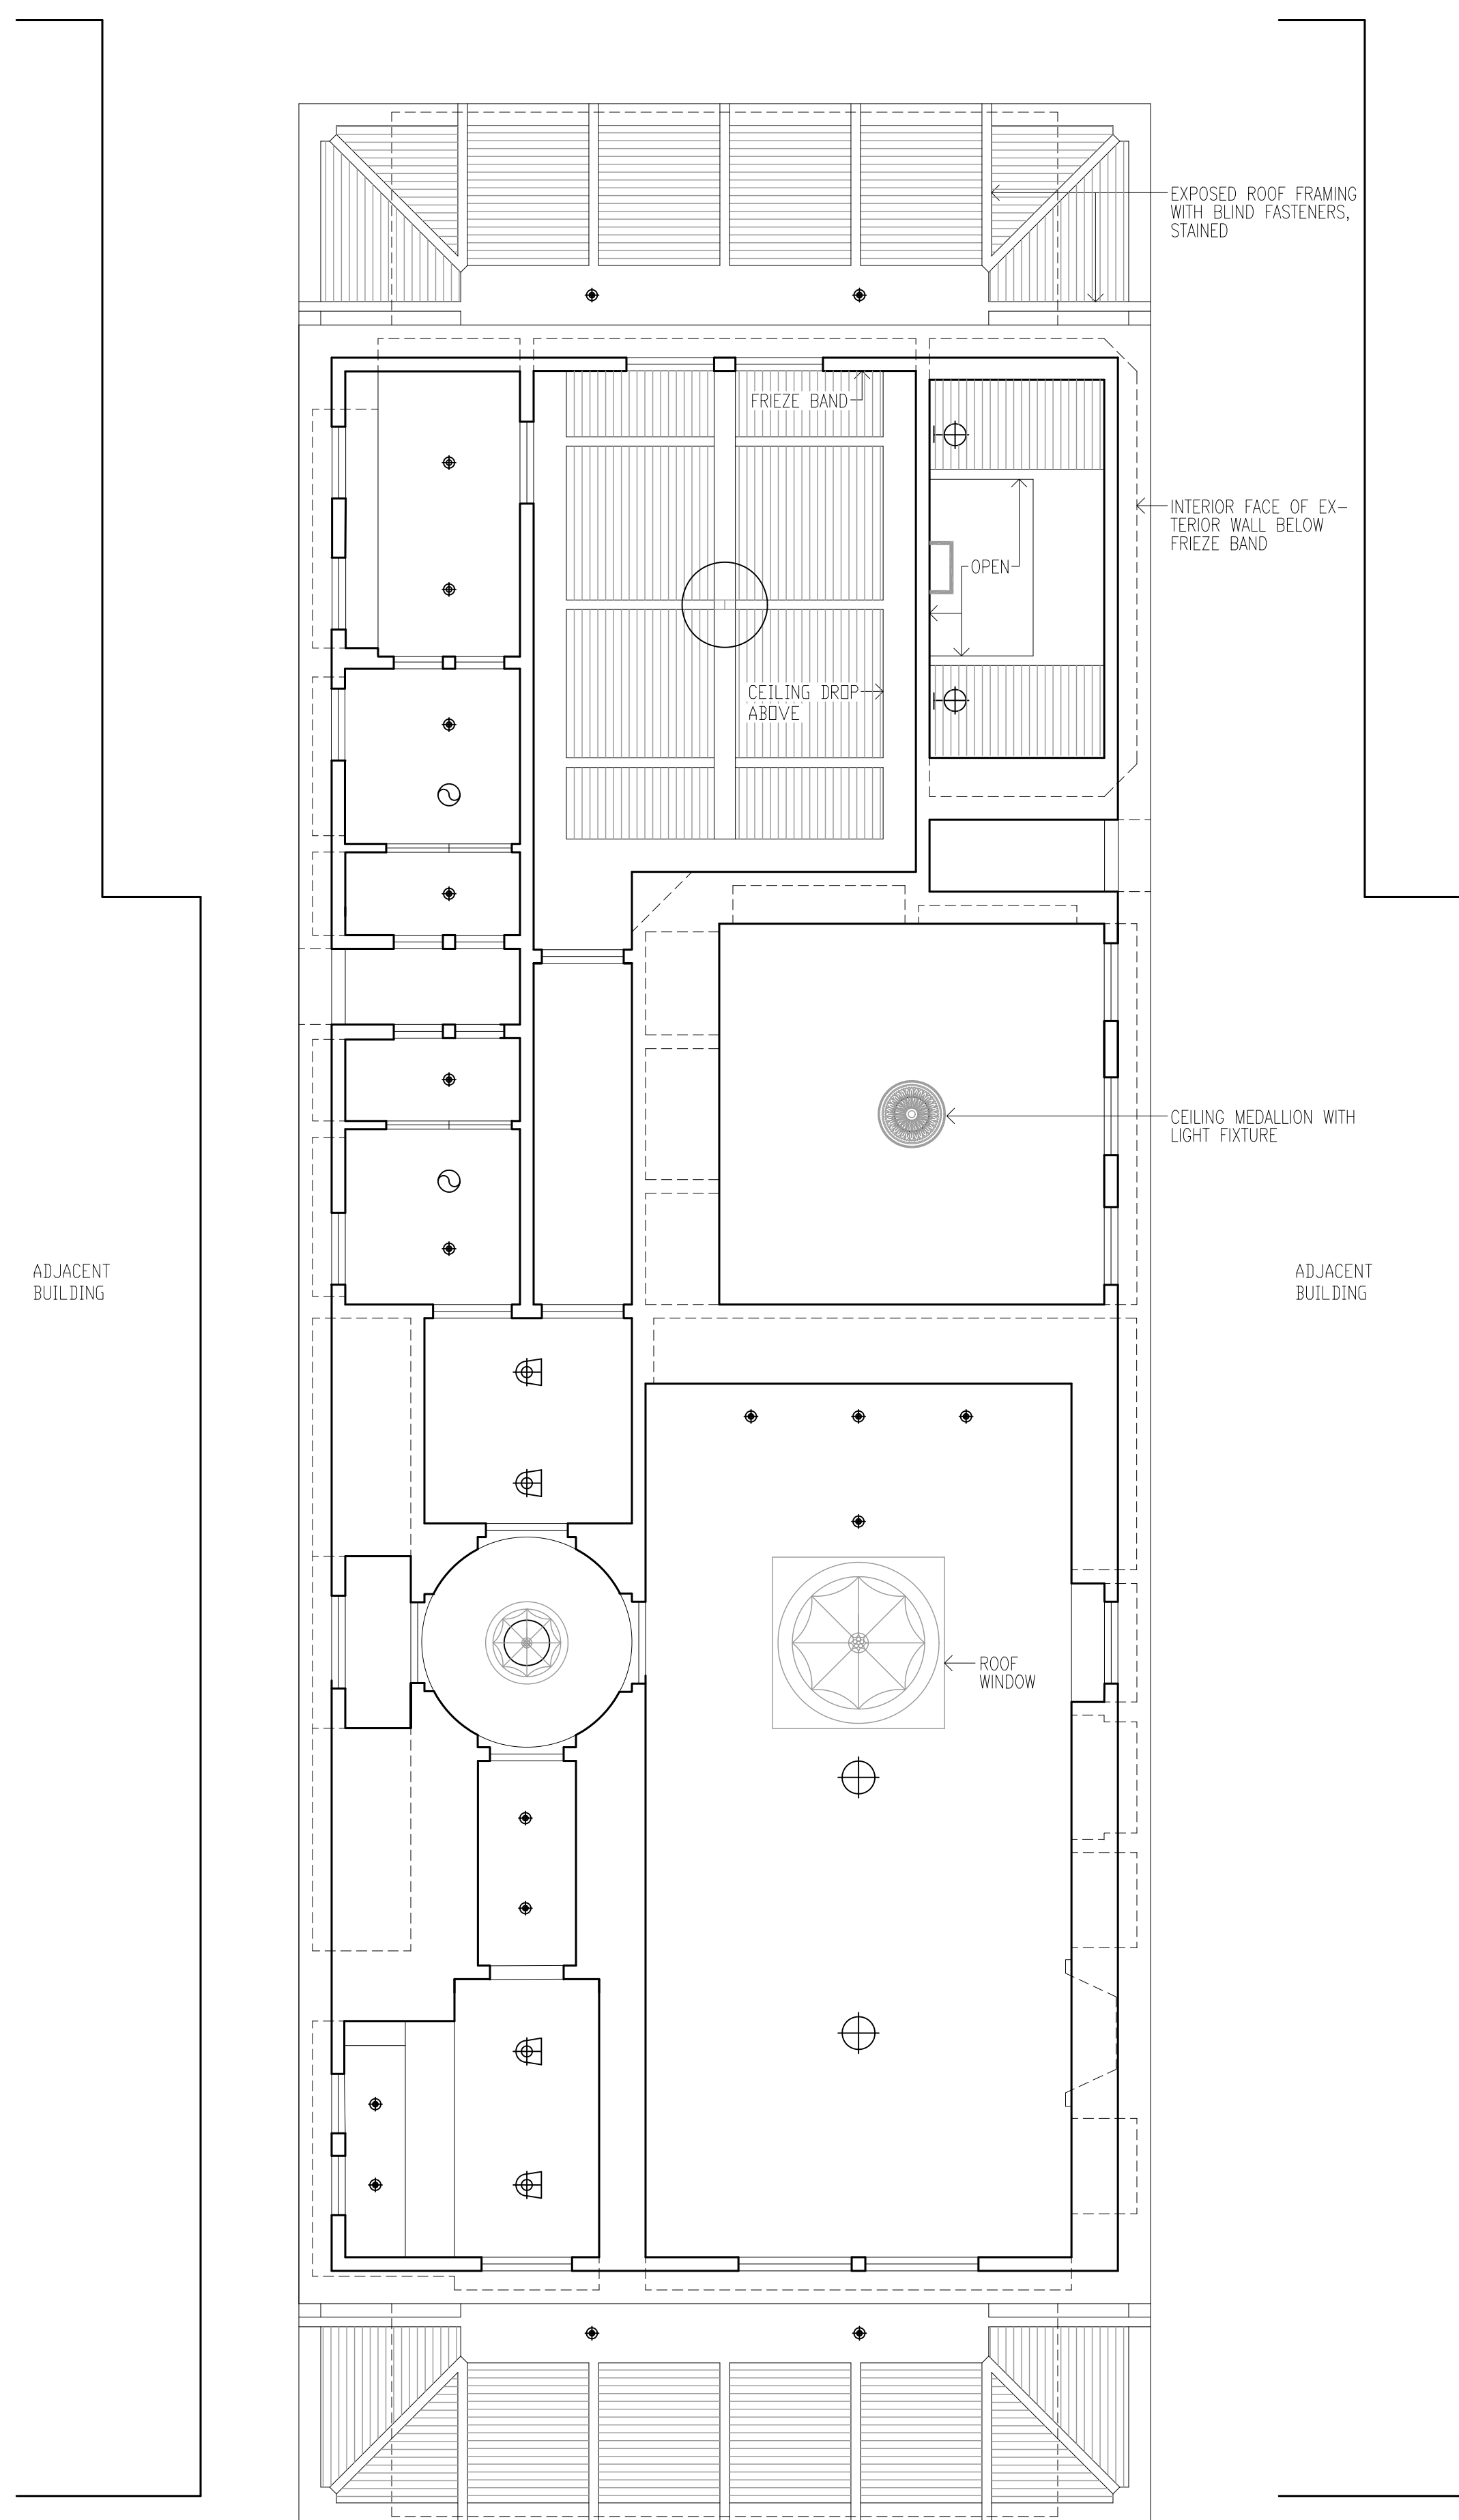 EXPOSED ROOF FRAMING
WITH BLIND FASTENERS,
STAINED
FRIEZE BAND
INTERIOR FACE OF EX-
TERIOR WALL BELOW
FRIEZE BAND
OPEN
CEILING DROP
ABOVE
CEILING MEDALLION WITH
LIGHT FIXTURE
ADJACENT
BUILDING
ADJACENT
BUILDING
ROOF
WINDOW